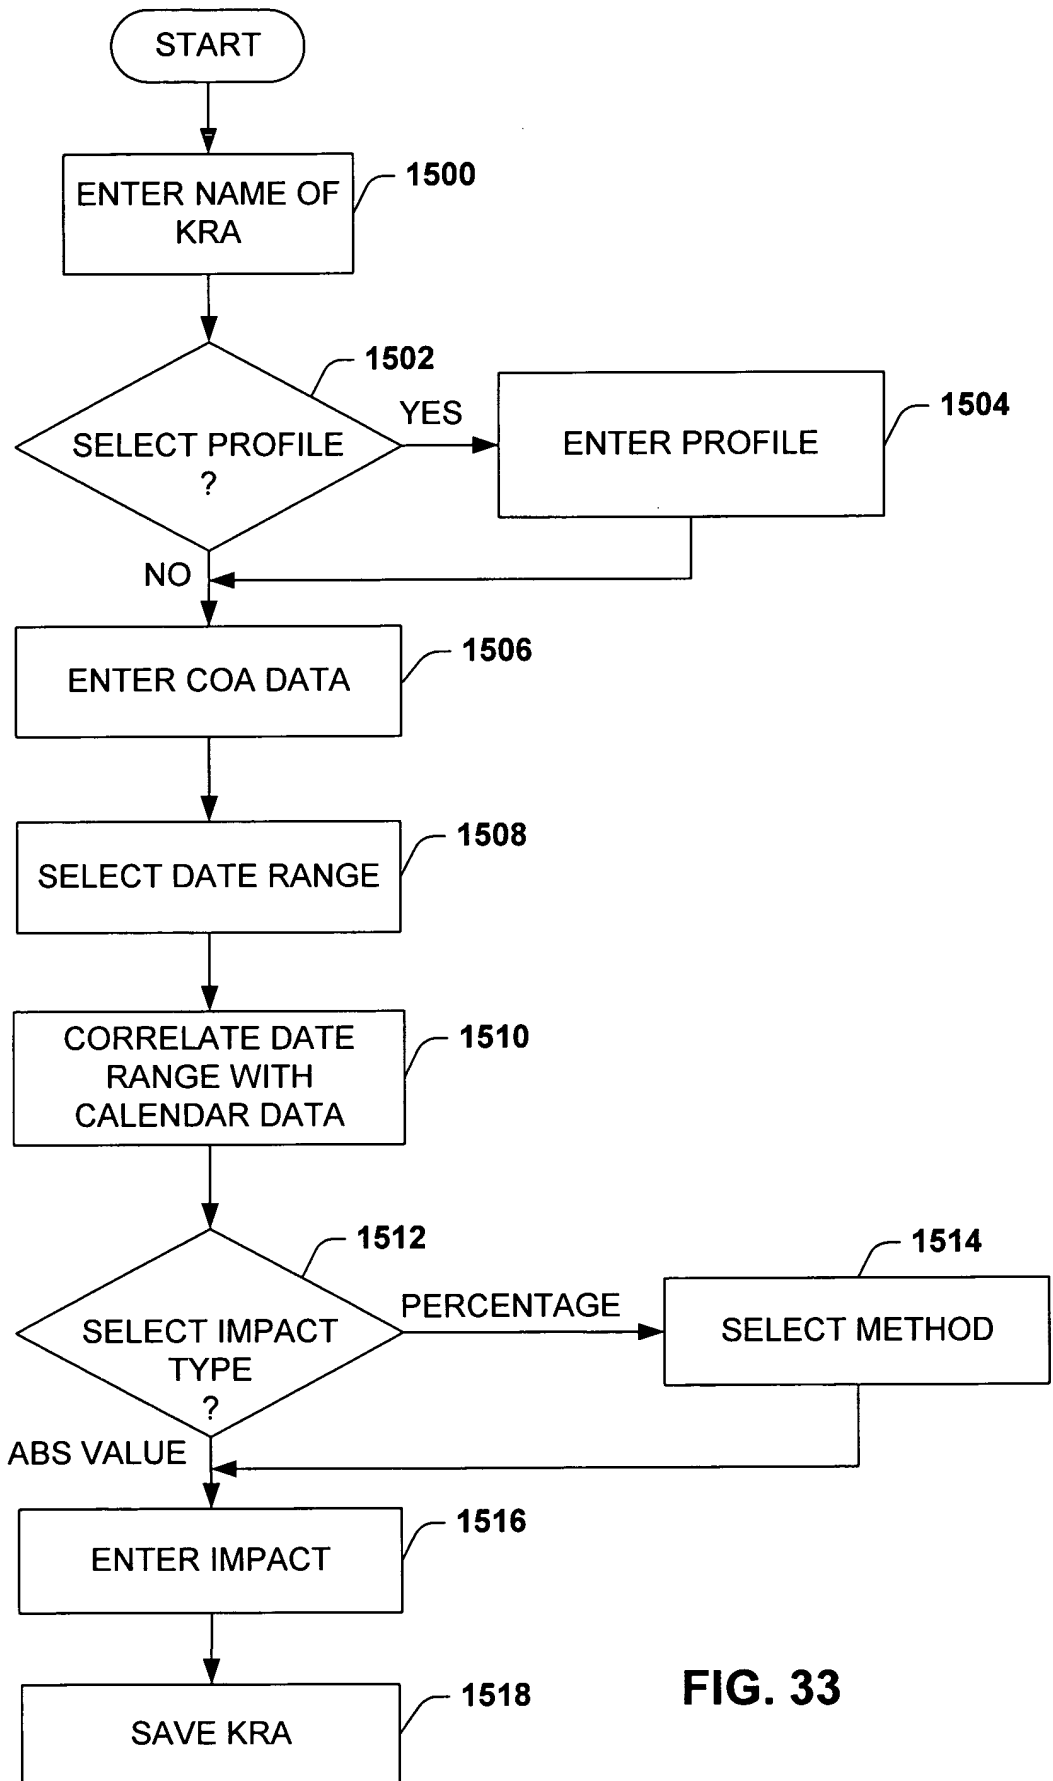 START
ENTER NAME OF
KRA
1500
1502
SELECT PROFILE
?
YES
ENTER PROFILE
1504
NO
ENTER COA DATA
1506
SELECT DATE RANGE
1508
CORRELATE DATE
RANGE WITH
CALENDAR DATA
1510
1512
SELECT IMPACT
TYPE
?
PERCENTAGE
SELECT METHOD
1514
ABS VALUE
ENTER IMPACT
1516
SAVE KRA
1518
FIG. 33